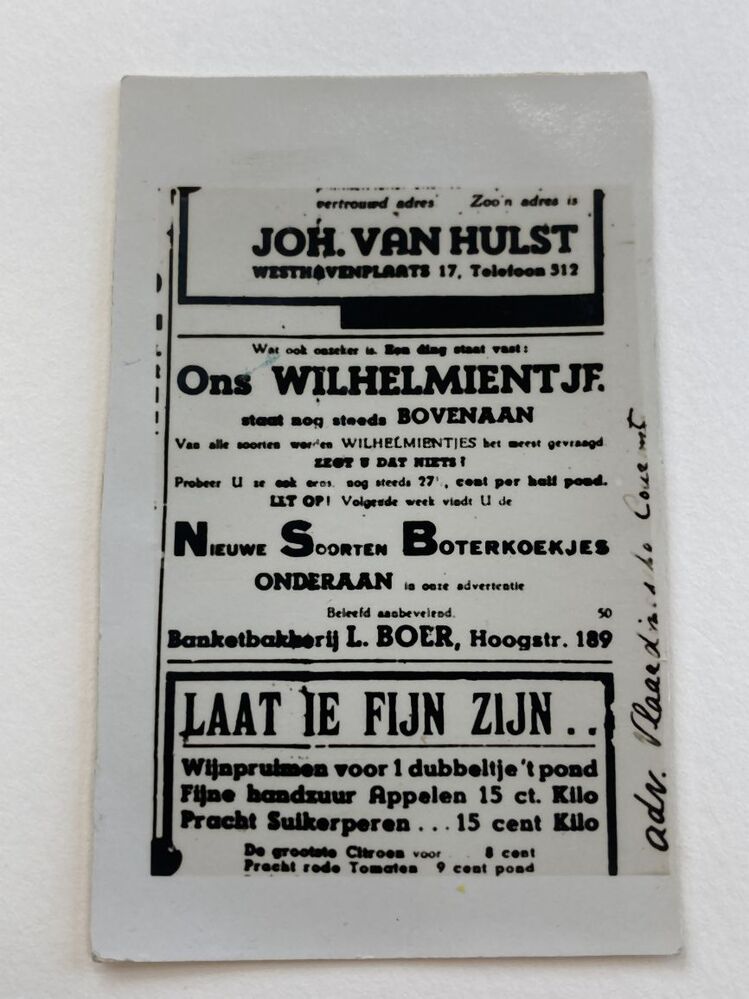 vertrouwd adres Zoo'n adres is
JOH. VAN HULST
WESTHAVENPLAATS 17, Telefoon 312
Wat ook onzeker is. Een ding staat vast:
Ons WILHELMIENTJE
staat nog steeds BOVENAAN
Van alle soorten worden WILHELMIENTJES het meest gevraagd
ZEGT U DAT NIETS?
Probeer U ze ook eens. nog steeds 27½, cent per half pond.
LET OP! Volgende week vindt U de
NIEUWE SOORTEN BOTERKOEKJES
ONDERAAN in onze advertentie
Beleefd aanbevelend. 50
Banketbakkerij L. BOER, Hoogstr. 189
LAAT IE FIJN ZIJN ..
Wijnpruimen voor 1 dubbeltje 't pond
Fijne handzuur Appelen 15 ct. Kilo
Pracht Suikerperen ... 15 cent Kilo
De grootste Citroen voor .. 8 cent
Pracht rode Tomaten 9 cent pond
adv. Vlaardingsche Courant